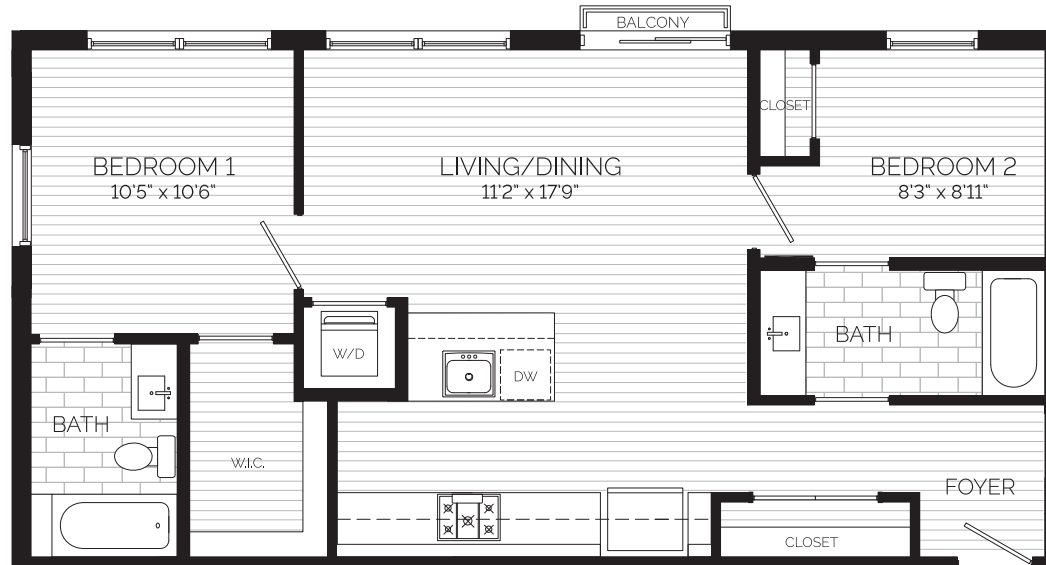 BALCONY
CLOSET
BEDROOM 1
10'5" x 10'6"
LIVING/DINING
11'2" x 17'9"
BEDROOM 2
8'3" x 8'11"
BATH
W/D
DW
BATH
W.I.C.
FOYER
CLOSET